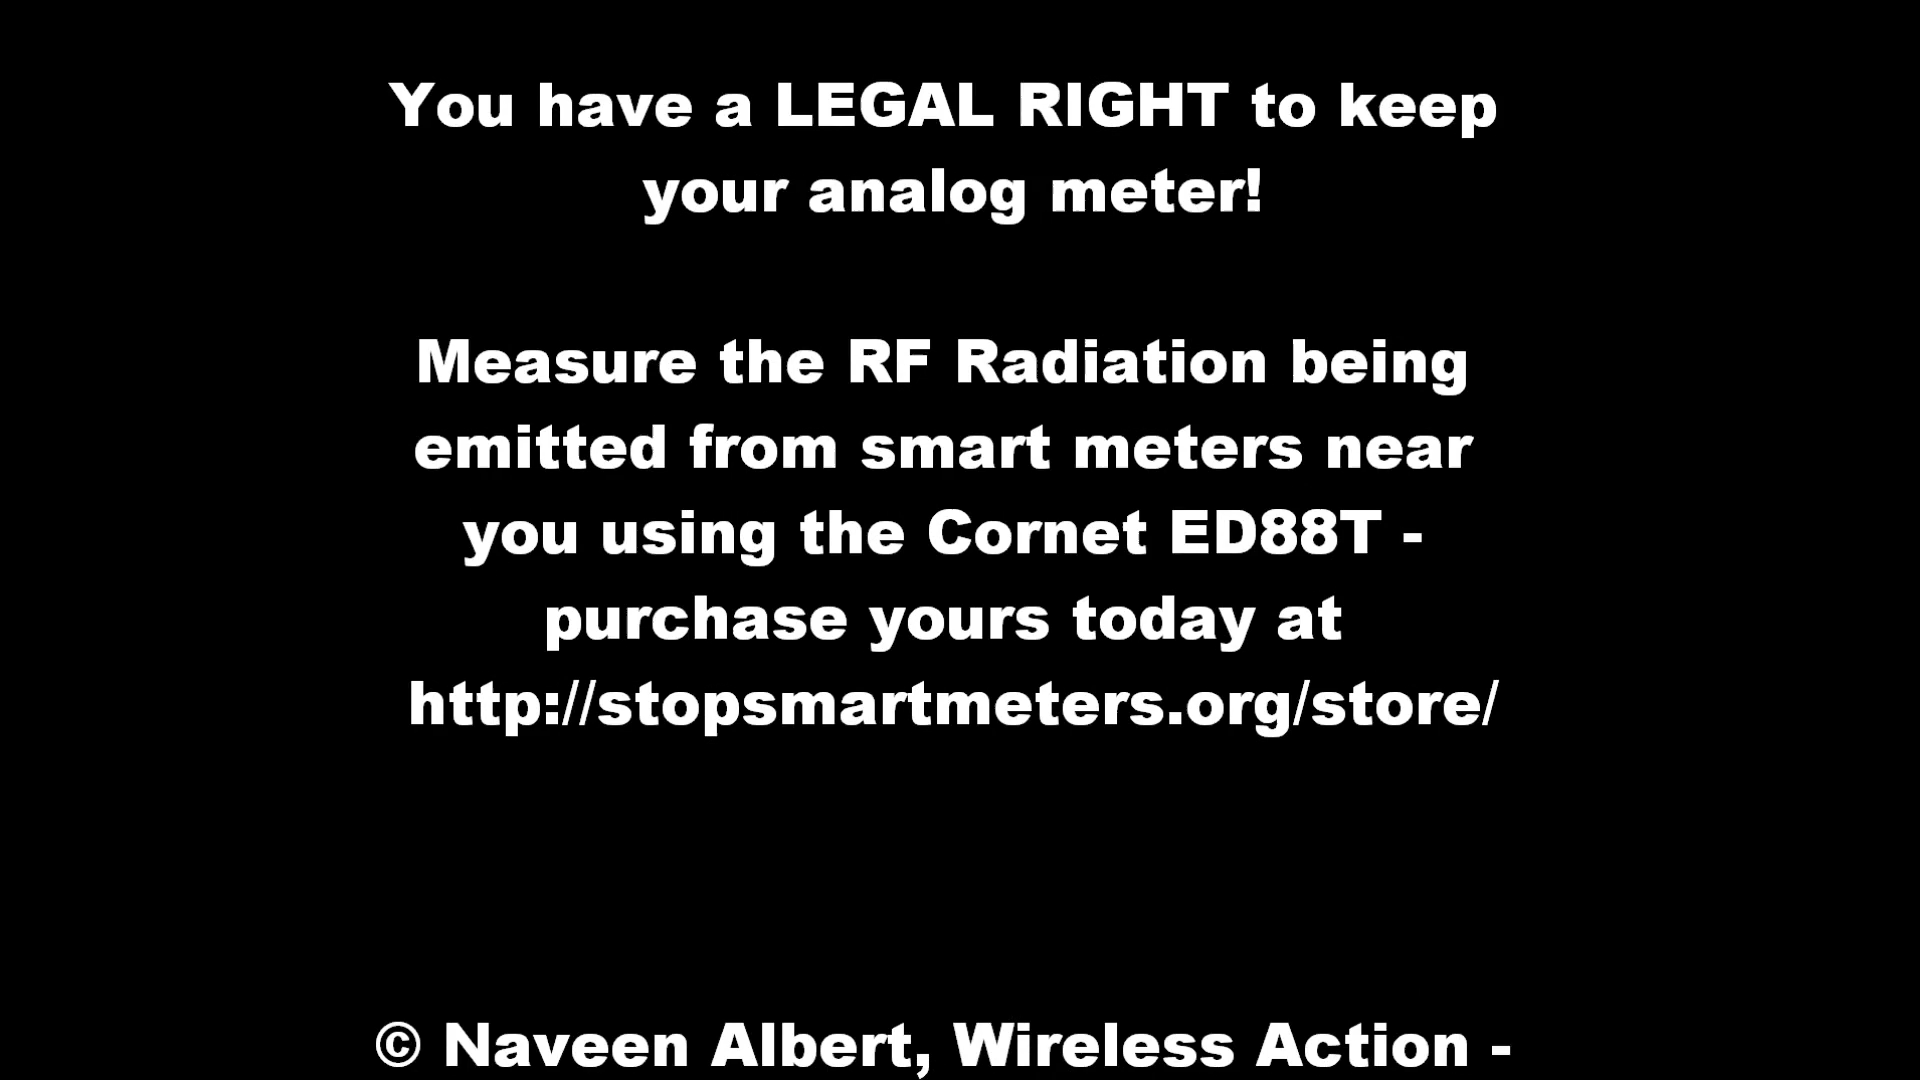 You have a LEGAL RIGHT to keep
your analog meter!
Measure the RF Radiation being
emitted from smart meters near
you using the Cornet ED88T -
purchase yours today at
http://stopsmartmeters.org/store/
© Naveen Albert, Wireless Action -